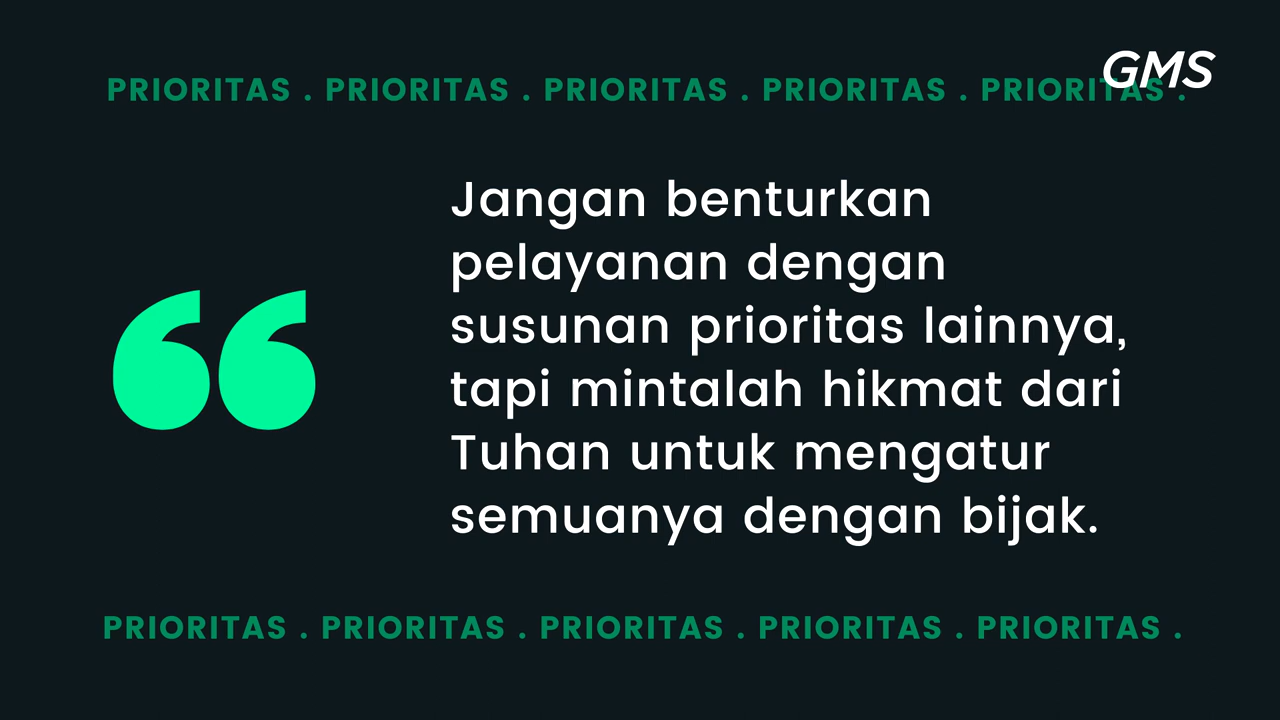 GMS
PRIORITAS . PRIORITAS . PRIORITAS . PRIORITAS . PRIORITAS .
Jangan benturkan
pelayanan dengan
susunan prioritas lainnya,
tapi mintalah hikmat dari
Tuhan untuk mengatur
semuanya dengan bijak.
PRIORITAS . PRIORITAS . PRIORITAS . PRIORITAS . PRIORITAS .